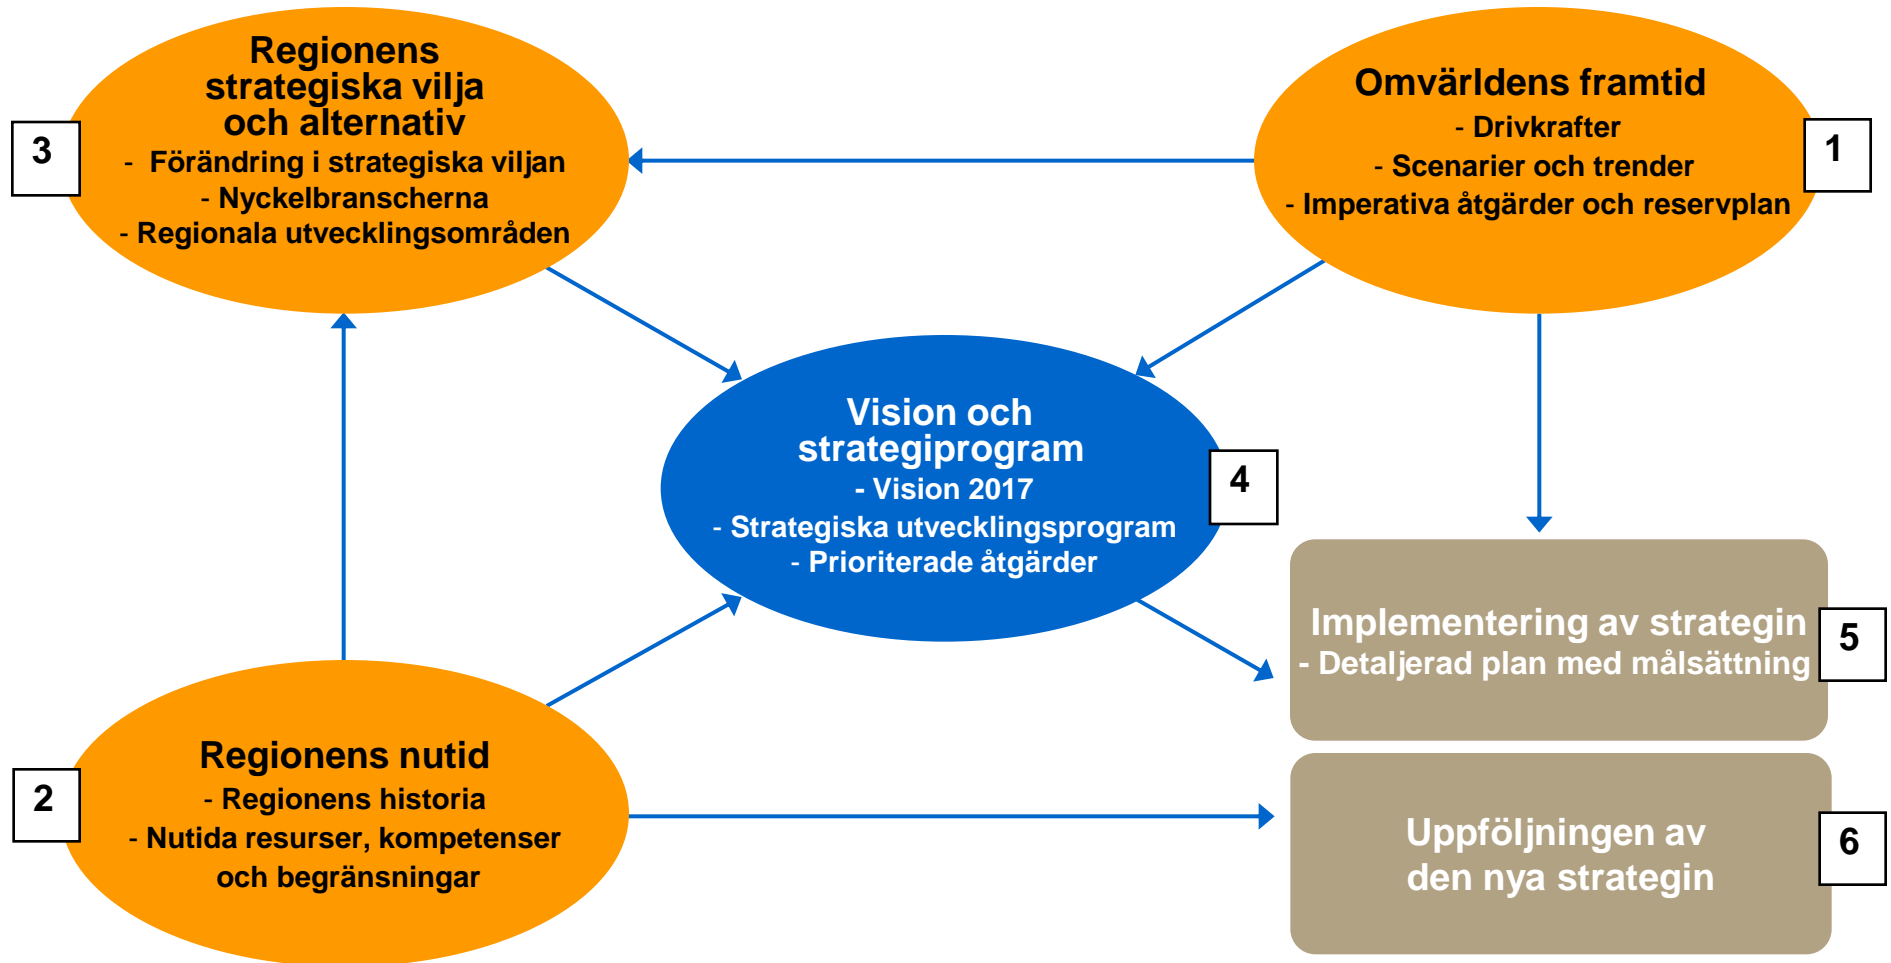 Regionens
strategiska vilja
och alternativ
- Förändring i strategiska viljan
- Nyckelbranscherna
- Regionala utvecklingsområden
3
Omvärldens framtid
- Drivkrafter
- Scenarier och trender
- Imperativa åtgärder och reservplan
1
Vision och
strategiprogram
- Vision 2017
- Strategiska utvecklingsprogram
- Prioriterade åtgärder
4
Implementering av strategin
- Detaljerad plan med målsättning
5
Regionens nutid
- Regionens historia
- Nutida resurser, kompetenser
och begränsningar
2
Uppföljningen av
den nya strategin
6